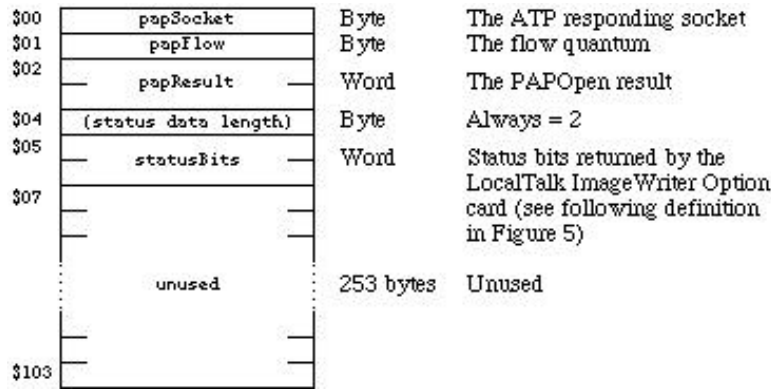 $00 papSocket Byte The ATP responding socket
$01 papFlow Byte The flow quantum
$02
papResult Word The PAPOpen result
$04 (status data length) Byte Always = 2
$05
statusBits Word Status bits returned by the
LocalTalk ImageWriter Option
$07 card (see following definition
in Figure 5)
unused 253 bytes Unused
$103